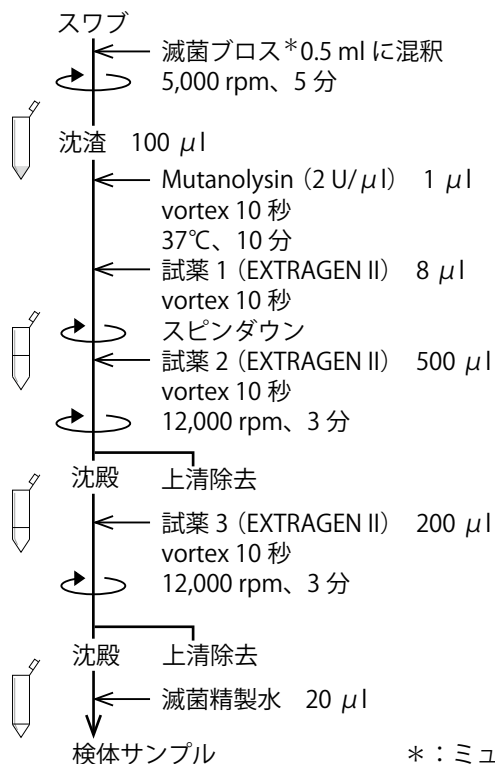 スワブ
滅菌ブロス*0.5 ml に混釈
5,000 rpm、5 分
沈渣 100 μl
Mutanolysin（2 U/μl） 1 μl
vortex 10 秒
37℃、10 分
試薬 1（EXTRAGEN II） 8 μl
vortex 10 秒
スピンダウン
試薬 2（EXTRAGEN II） 500 μl
vortex 10 秒
12,000 rpm、3 分
沈殿 上清除去
試薬 3（EXTRAGEN II） 200 μl
vortex 10 秒
12,000 rpm、3 分
沈殿 上清除去
滅菌精製水 20 μl
検体サンプル *：ミュ